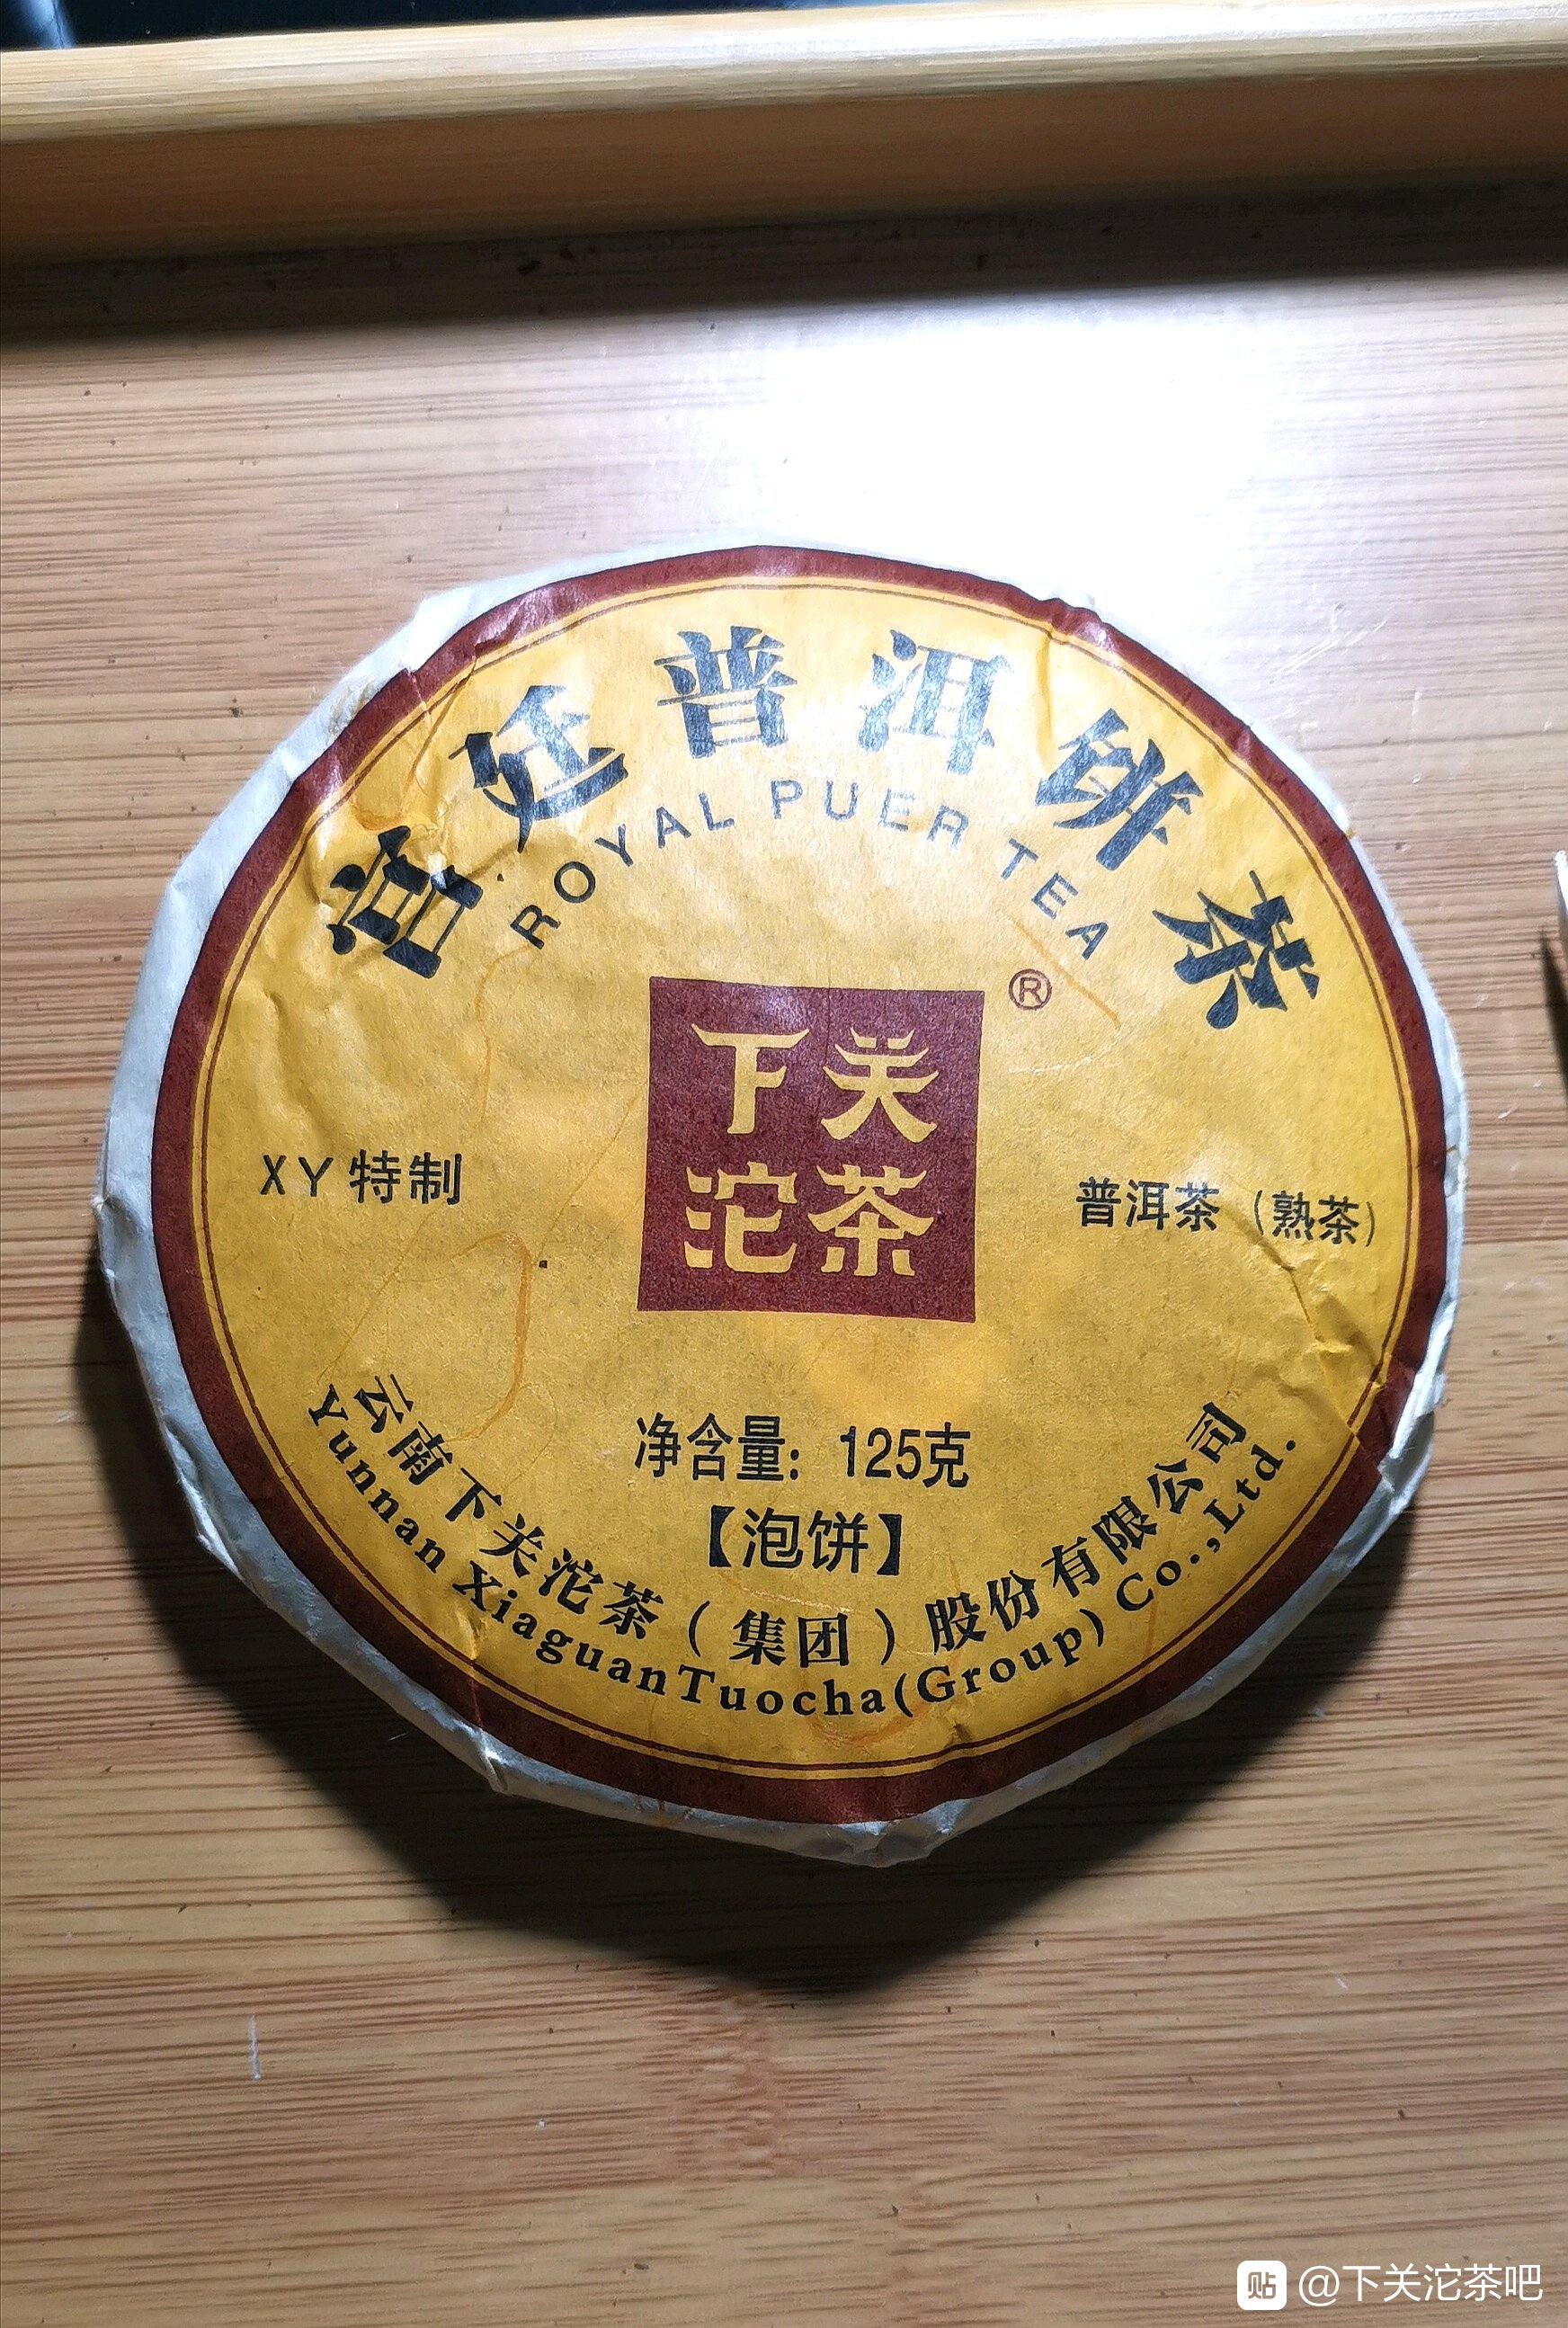 宫廷普洱饼茶
ROYAL PUER TEA
下关
沱茶
®
XY特制
普洱茶（熟茶）
净含量：125克
【泡饼】
云南下关沱茶（集团）股份有限公司
Yunnan Xiaguan Tuocha (Group) Co.,Ltd.
贴 @下关沱茶吧